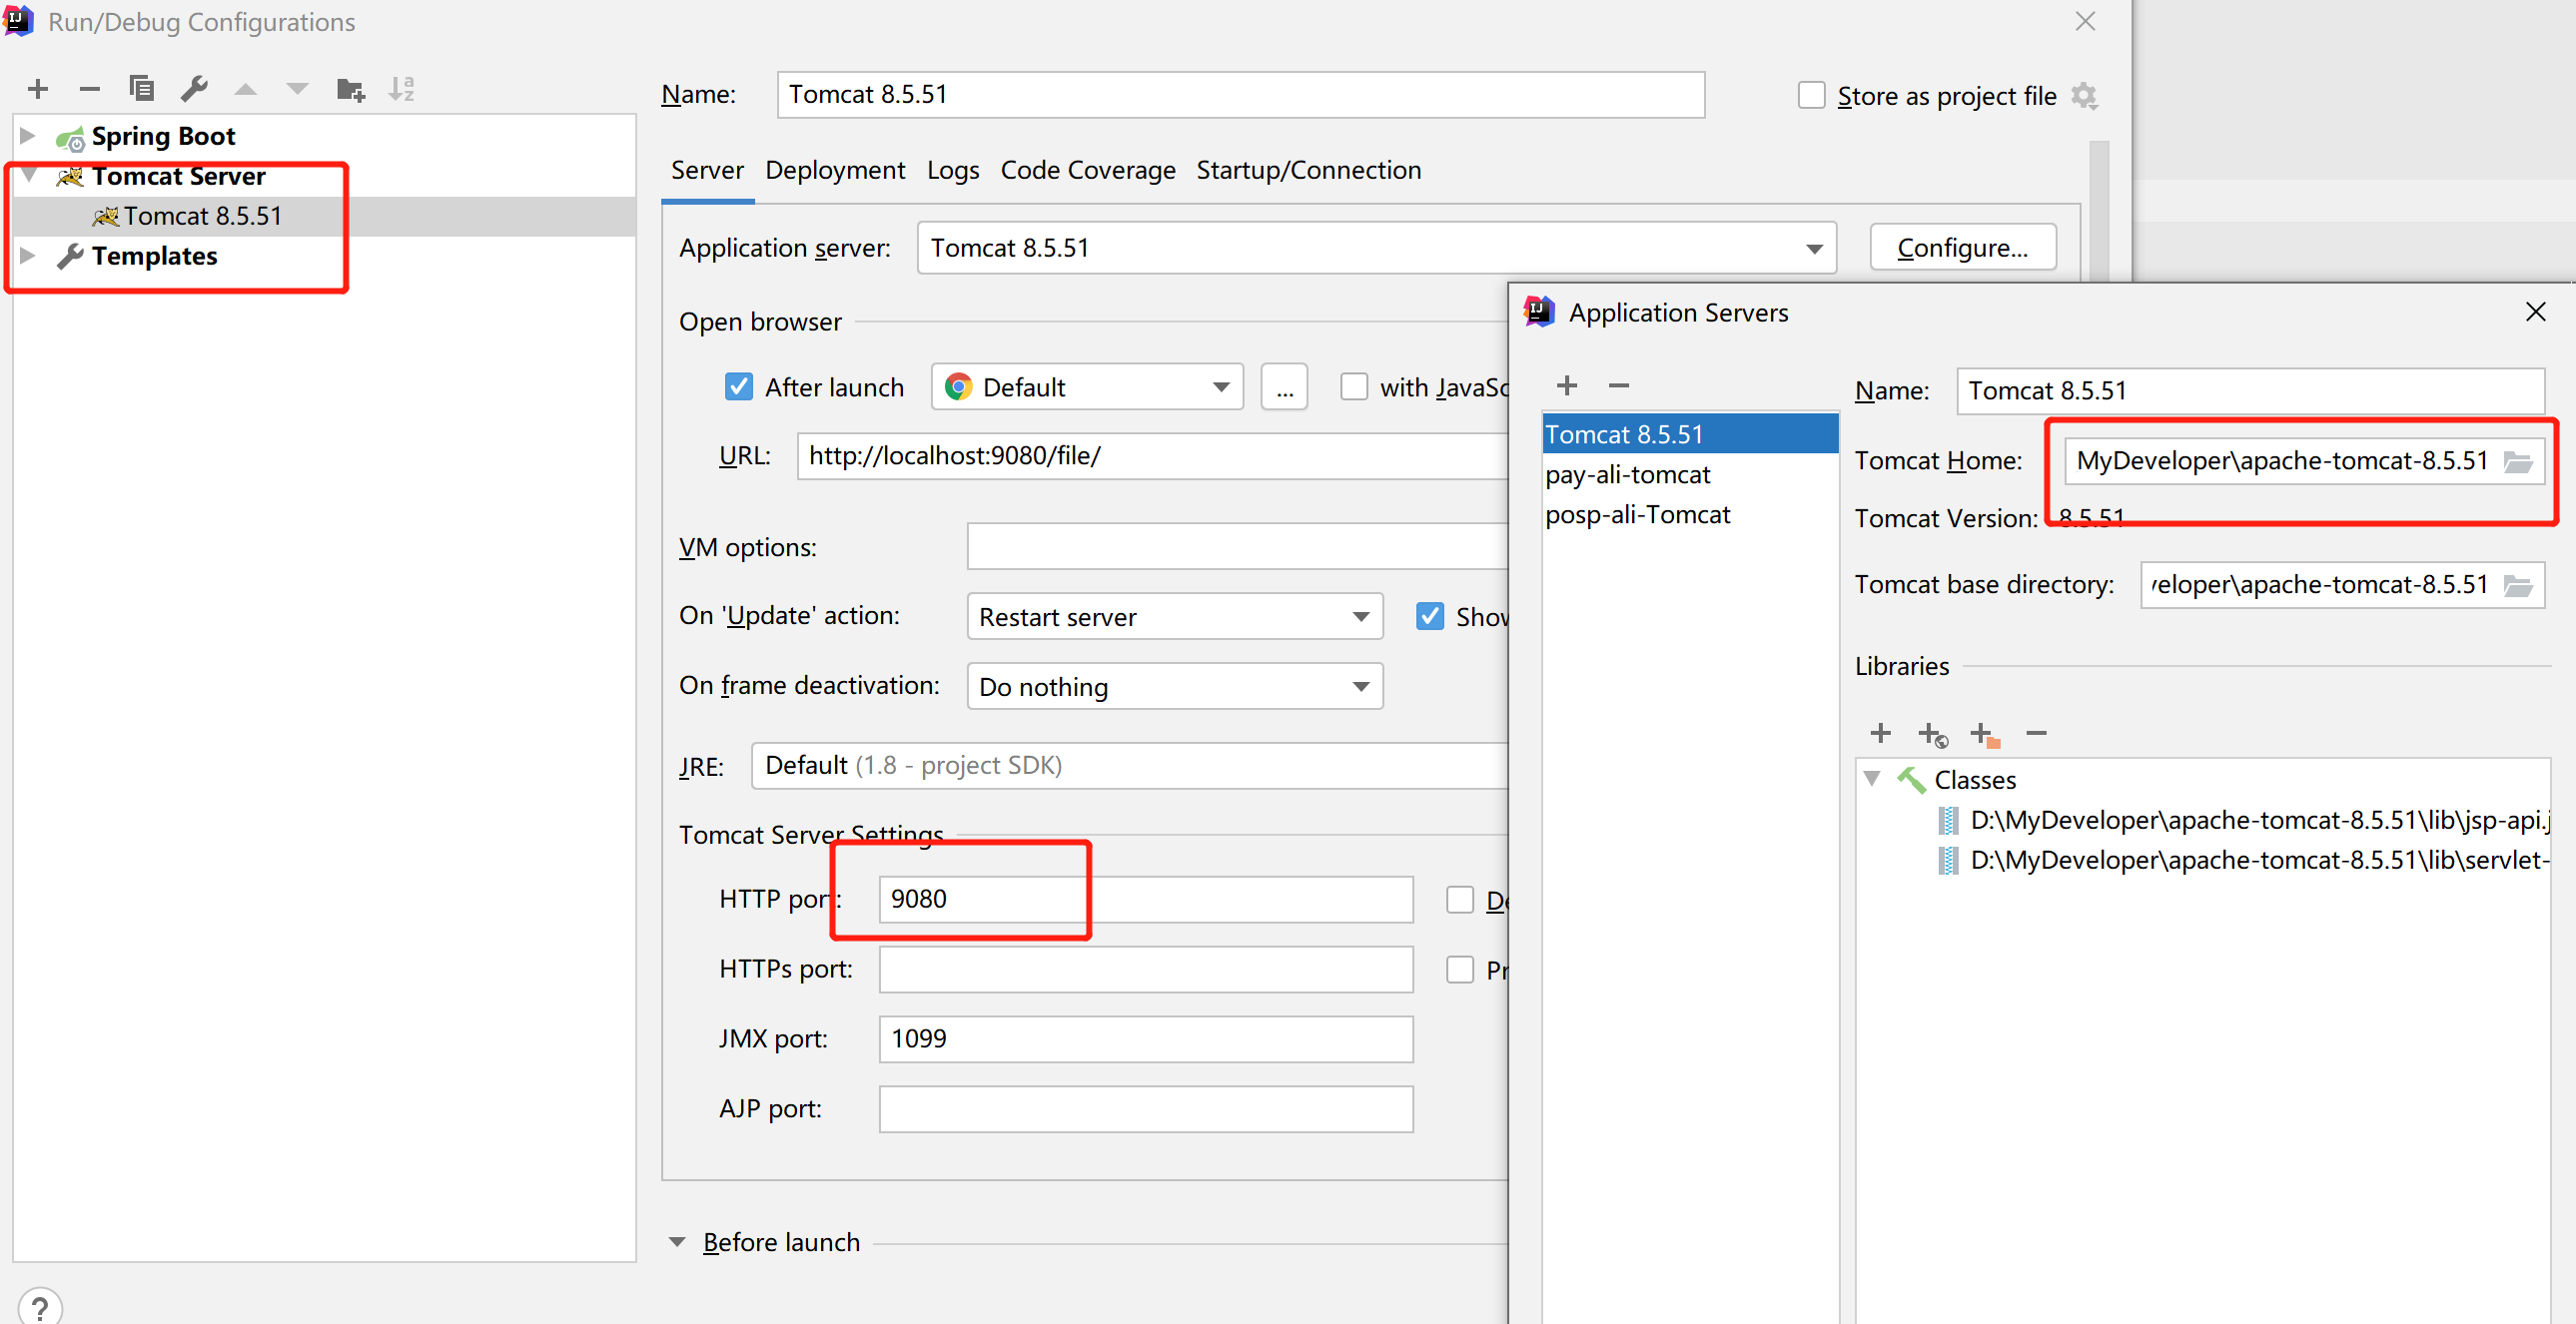 Run/Debug Configurations
Name: Tomcat 8.5.51
Store as project file
Spring Boot
Tomcat Server
Tomcat 8.5.51
Templates
Server Deployment Logs Code Coverage Startup/Connection
Application server: Tomcat 8.5.51 Configure...
Open browser
After launch Default ... with JavaSc
URL: http://localhost:9080/file/
VM options:
On 'Update' action: Restart server Show
On frame deactivation: Do nothing
JRE: Default (1.8 - project SDK)
Tomcat Server Settings
HTTP port: 9080 De
HTTPs port: Pr
JMX port: 1099
AJP port:
Before launch
?
Application Servers
Tomcat 8.5.51
pay-ali-tomcat
posp-ali-Tomcat
Name: Tomcat 8.5.51
Tomcat Home: MyDeveloper\apache-tomcat-8.5.51
Tomcat Version: 8.5.51
Tomcat base directory: veloper\apache-tomcat-8.5.51
Libraries
Classes
D:\MyDeveloper\apache-tomcat-8.5.51\lib\jsp-api.j
D:\MyDeveloper\apache-tomcat-8.5.51\lib\servlet-